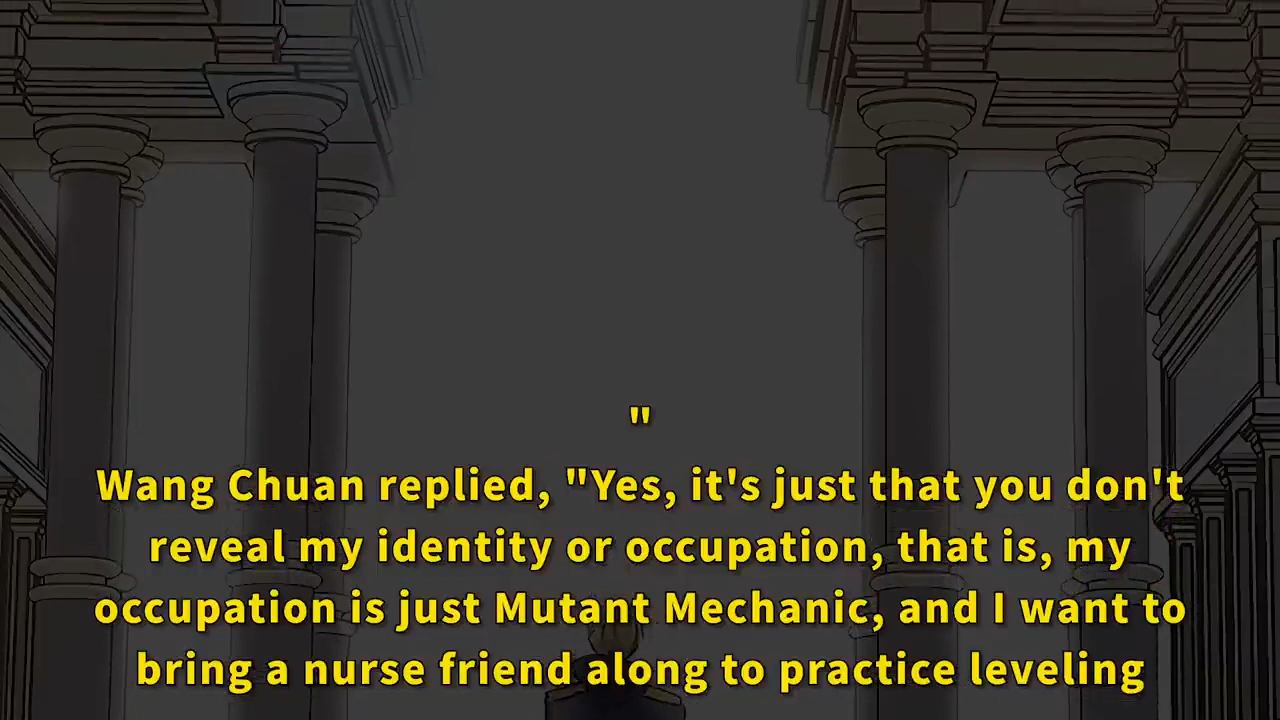 "
Wang Chuan replied, "Yes, it's just that you don't
reveal my identity or occupation, that is, my
occupation is just Mutant Mechanic, and I want to
bring a nurse friend along to practice leveling